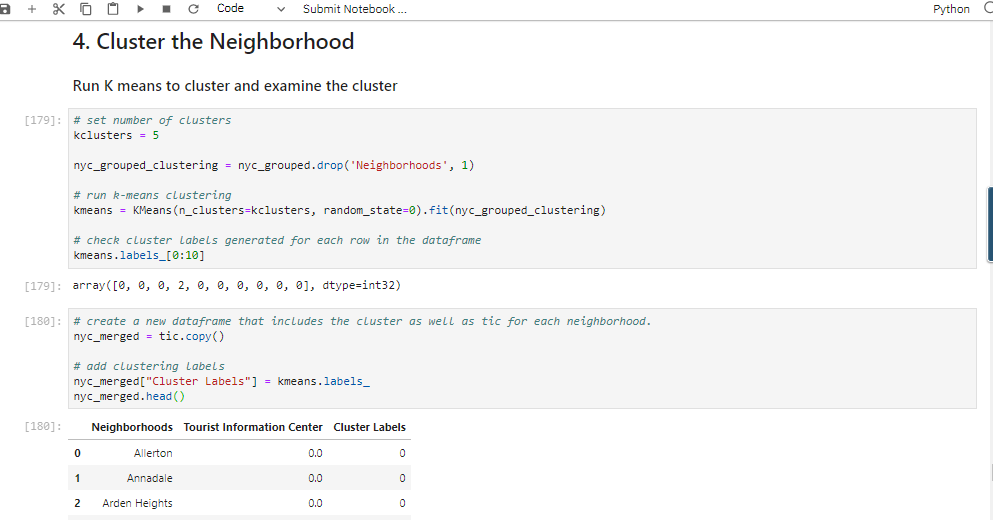 Code Submit Notebook ... Python
4. Cluster the Neighborhood
Run K means to cluster and examine the cluster
[179]: # set number of clusters
kclusters = 5
nyc_grouped_clustering = nyc_grouped.drop('Neighborhoods', 1)
# run k-means clustering
kmeans = KMeans(n_clusters=kclusters, random_state=0).fit(nyc_grouped_clustering)
# check cluster labels generated for each row in the dataframe
kmeans.labels_[0:10]
[179]: array([0, 0, 0, 2, 0, 0, 0, 0, 0, 0], dtype=int32)
[180]: # create a new dataframe that includes the cluster as well as tic for each neighborhood.
nyc_merged = tic.copy()
# add clustering labels
nyc_merged["Cluster Labels"] = kmeans.labels_
nyc_merged.head()
[180]: Neighborhoods Tourist Information Center Cluster Labels
0 Allerton 0.0 0
1 Annadale 0.0 0
2 Arden Heights 0.0 0